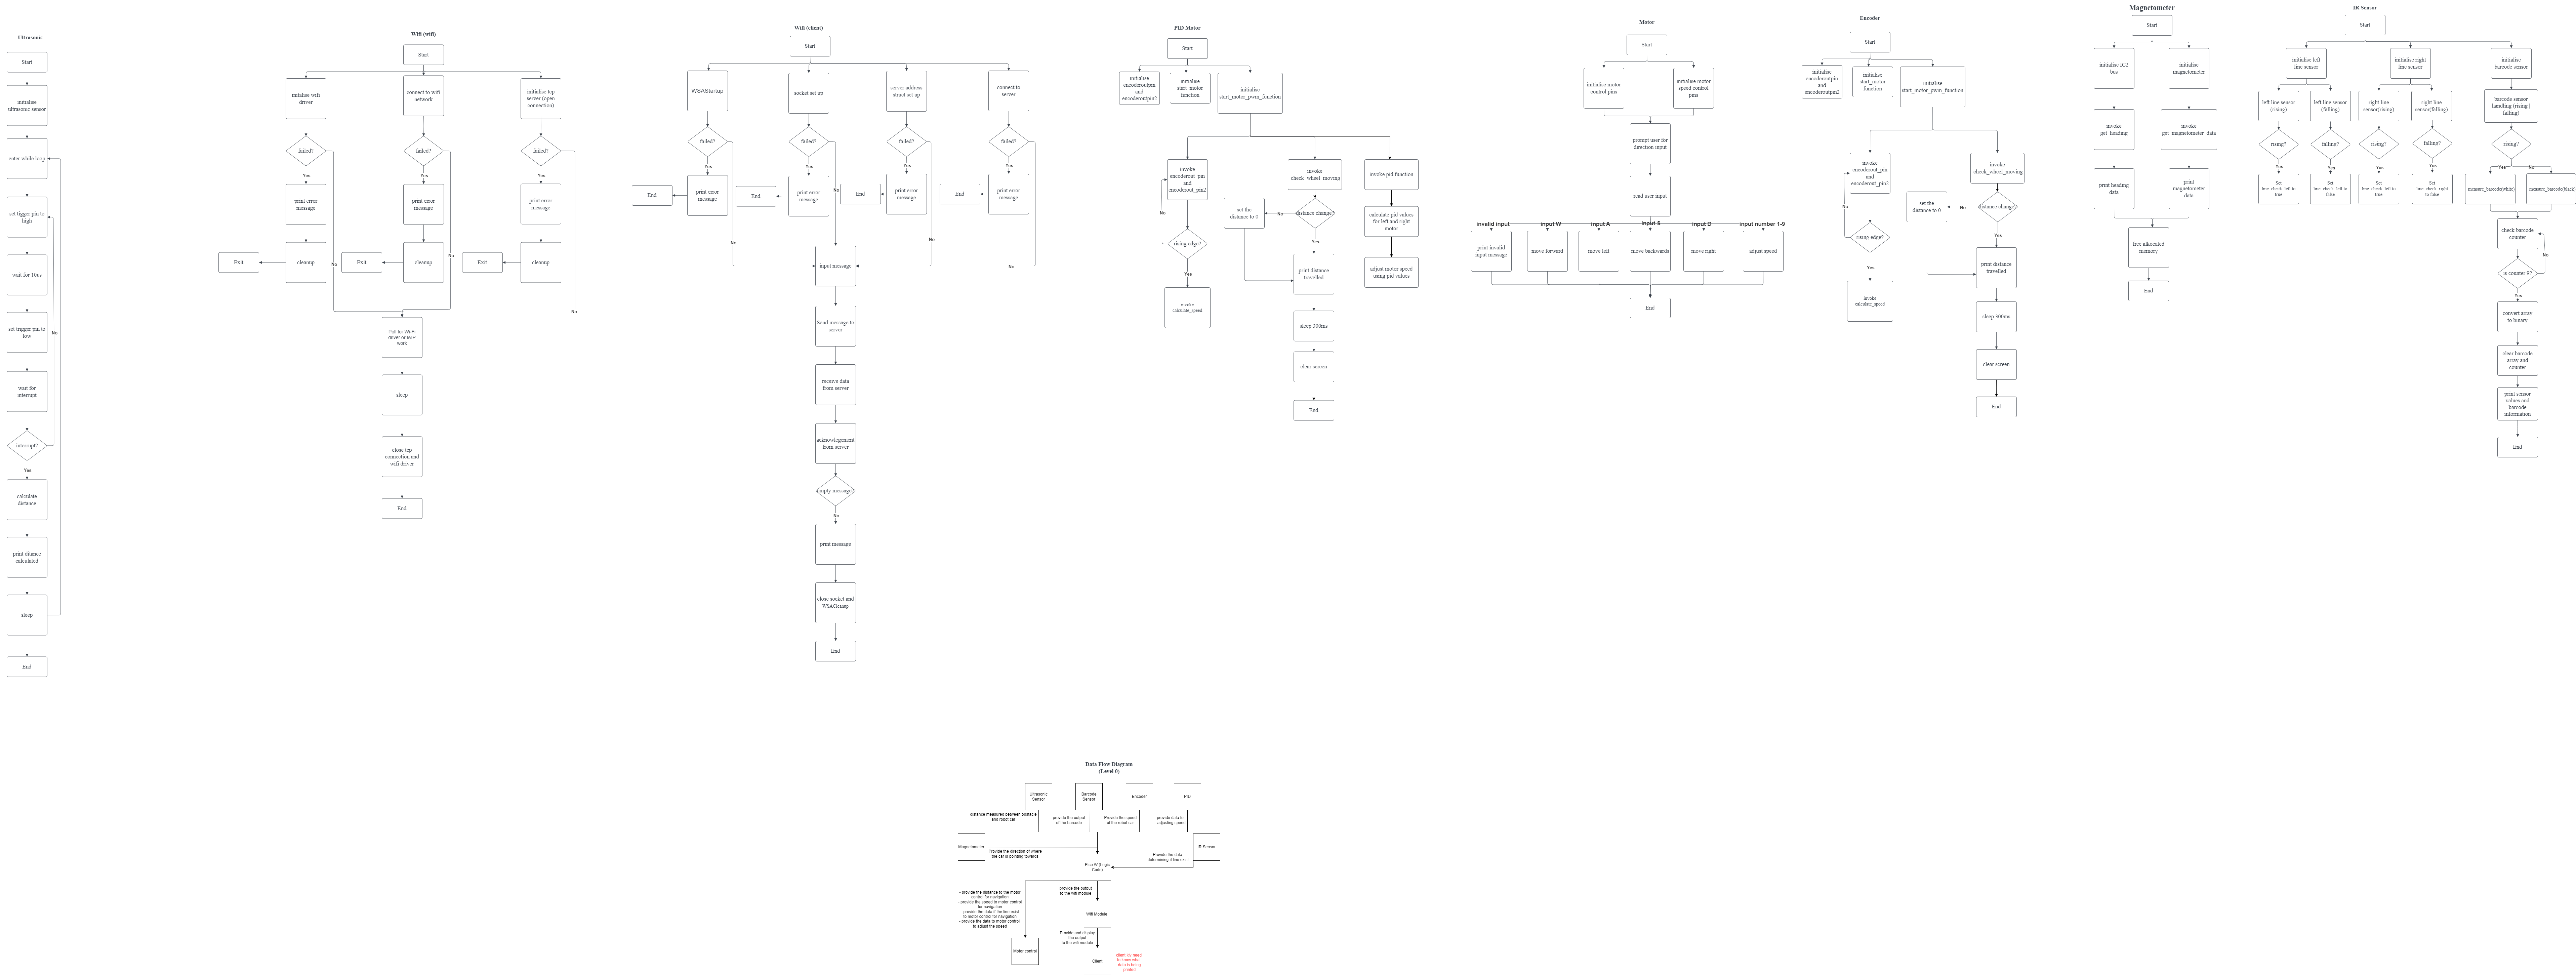 Ultrasonic
Start
initialise
ultrasonic sensor
enter while loop
set tigger pin to
high
wait for 10us
set trigger pin to
low
No
wait for
interrupt
interrupt?
Yes
calculate
distance
print ditance
calculated
sleep
End
Wifi (wifi)
Start
initalise wifi
driver
connect to wifi
network
initialise tcp
server (open
connection)
failed?
failed?
failed?
Yes
Yes
Yes
print error
message
print error
message
print error
message
Exit
cleanup
No
Exit
cleanup
No
Exit
cleanup
No
Poll for Wi-Fi
driver or lwIP
work
sleep
close tcp
connection and
wifi driver
End
Wifi (client)
Start
WSAStartup
socket set up
server address
struct set up
connect to
server
failed?
failed?
failed?
failed?
Yes
Yes
Yes
Yes
End
print error
message
End
print error
message
No
End
print error
message
End
print error
message
No
No
No
input message
Send message to
server
receive data
from server
acknowlegement
from server
empty message?
No
print message
close socket and
WSACleanup
End
PID Motor
Start
initialise
encoderoutpin
and
encoderoutpin2
initialise
start_motor
function
initialise
start_motor_pwm_function
invoke
encoderout_pin
and
encoderout_pin2
invoke
check_wheel_moving
invoke pid function
No
set the
distance to 0
No
distance change?
calculate pid values
for left and right
motor
rising edge?
Yes
Yes
print distance
travelled
adjust motor speed
using pid values
invoke
calculate_speed
sleep 300ms
clear screen
End
Motor
Start
initialise motor
control pins
initialise motor
speed control
pins
prompt user for
direction input
read user input
invalid input
input W
input A
input S
input D
input number 1-9
print invalid
input message
move forward
move left
move backwards
move right
adjust speed
End
Encoder
Start
initialise
encoderoutpin
and
encoderoutpin2
initialise
start_motor
function
initialise
start_motor_pwm_function
invoke
encoderout_pin
and
encoderout_pin2
invoke
check_wheel_moving
No
set the
distance to 0
No
distance change?
rising edge?
Yes
Yes
print distance
travelled
invoke
calculate_speed
sleep 300ms
clear screen
End
Magnetometer
Start
initialise IC2
bus
initialise
magnetometer
invoke
get_heading
invoke
get_magnetometer_data
print heading
data
print
magnetometer
data
free alkocated
memory
End
IR Sensor
Start
initialise left
line sensor
initialise right
line sensor
initialise
barcode sensor
left line sensor
(rising)
left line sensor
(falling)
right line
sensor(rising)
right line
sensor(falling)
barcode sensor
handling (rising |
falling)
rising?
falling?
rising?
falling?
rising?
Yes
Yes
Yes
Yes
Yes
No
Set
line_check_left to
true
Set
line_check_left to
false
Set
line_check_left to
true
Set
line_check_right
to false
measure_barcode(white)
measure_barcode(black)
check barcode
counter
No
is counter 9?
Yes
convert array
to binary
clear barcode
array and
counter
print sensor
values and
barcode
information
End
Data Flow Diagram
(Level 0)
Ultrasonic
Sensor
Barcode
Sensor
Encoder
PID
distance measured between obstacle
and robot car
provide the output
of the barcode
Provide the speed
of the robot car
provide data for
adjusting speed
Magnetometer
IR Sensor
Provide the direction of where
the car is pointing towards
Provide the data
determining if line exist
Pico W (Logic
Code)
- provide the distance to the motor
control for navigation
- provide the speed to motor control
for navigation
- provide the data if the line exist
to motor control for navigation
- provide the data to motor control
to adjust the speed
provide the output
to the wifi module
Wifi Module
Provide and display
the output
to the wifi module
Motor control
Client
to know what
data is being
printed